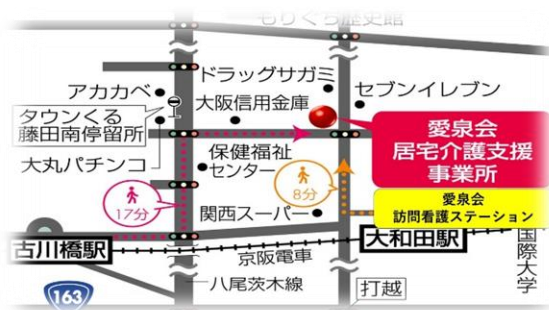 もりぐち歴史館
ドラッグサガミ
アカカベ
セブンイレブン
タウンくる
藤田南停留所
大阪信用金庫
愛泉会
居宅介護支援
事業所
大丸パチンコ
保健福祉
センター
8分
17分
愛泉会
訪問看護ステーション
関西スーパー
古川橋駅
大和田駅
京阪電車
国際大学
八尾茨木線
163
打越